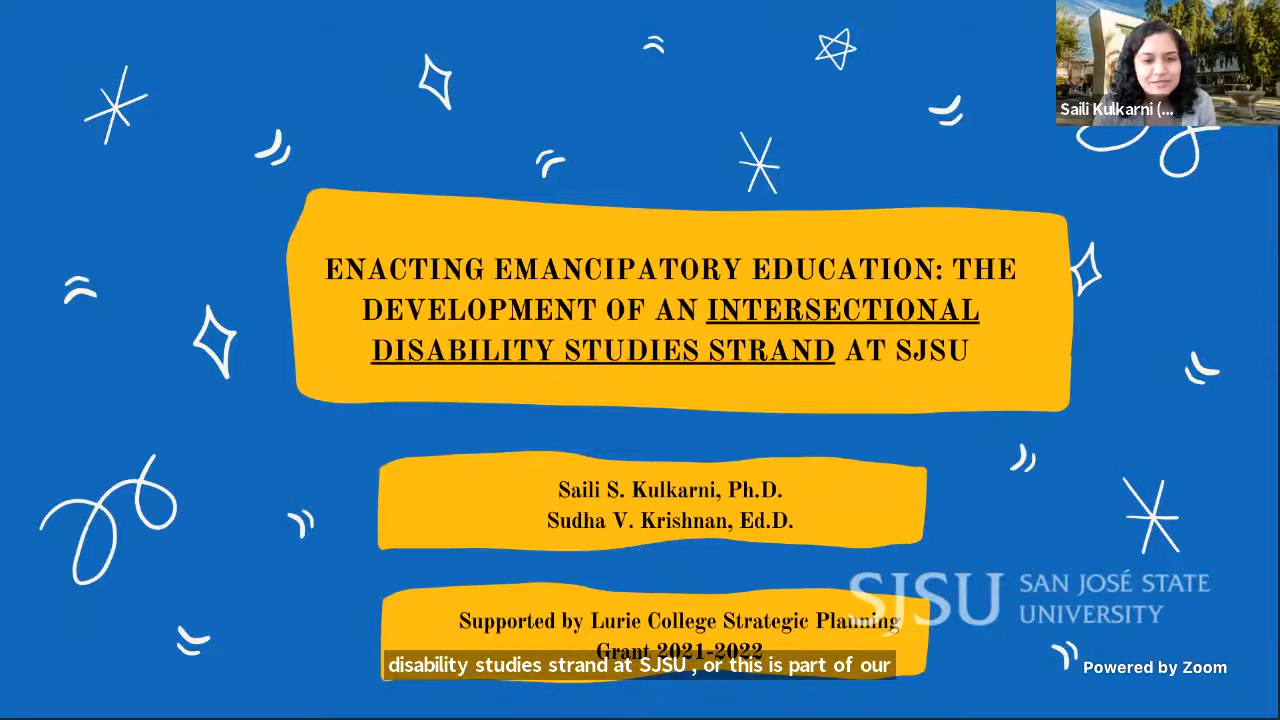 Saili Kulkarni (...
ENACTING EMANCIPATORY EDUCATION: THE
DEVELOPMENT OF AN INTERSECTIONAL
DISABILITY STUDIES STRAND AT SJSU
Saili S. Kulkarni, Ph.D.
Sudha V. Krishnan, Ed.D.
Supported by Lurie College Strategic Planning
Grant 2021-2022
SJSU SAN JOSÉ STATE
UNIVERSITY
disability studies strand at SJSU , or this is part of our
Powered by Zoom